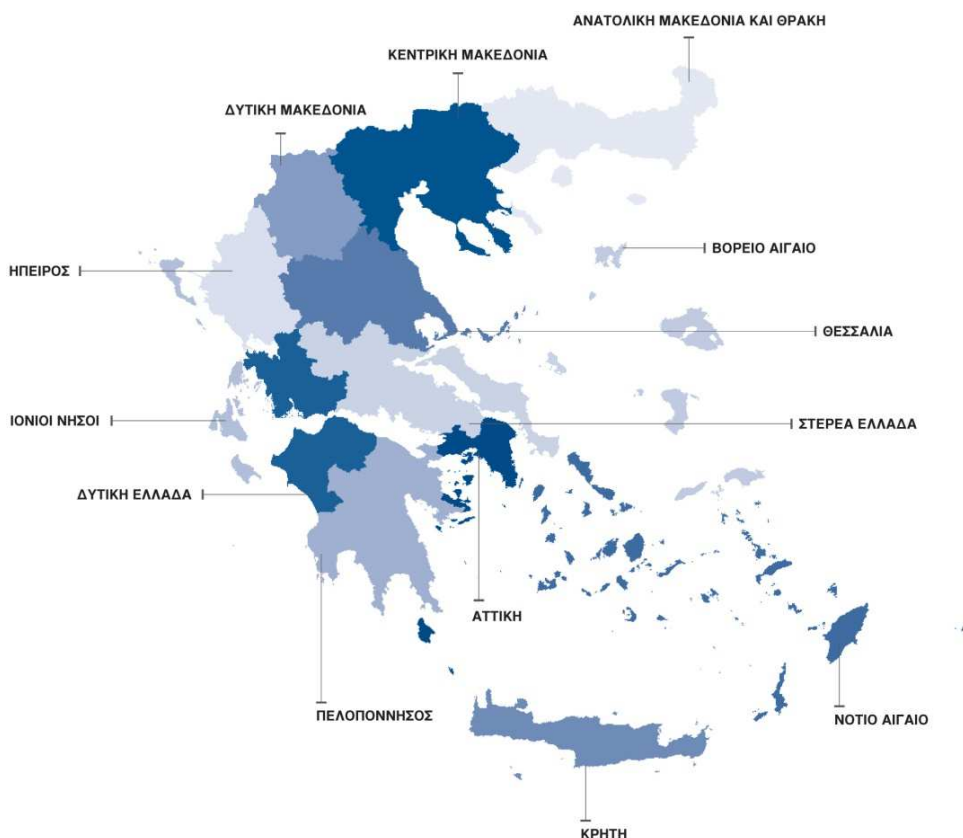 ΑΝΑΤΟΛΙΚΗ ΜΑΚΕΔΟΝΙΑ ΚΑΙ ΘΡΑΚΗ
ΚΕΝΤΡΙΚΗ ΜΑΚΕΔΟΝΙΑ
ΔΥΤΙΚΗ ΜΑΚΕΔΟΝΙΑ
ΒΟΡΕΙΟ ΑΙΓΑΙΟ
ΗΠΕΙΡΟΣ
ΘΕΣΣΑΛΙΑ
ΙΟΝΙΟΙ ΝΗΣΟΙ
ΣΤΕΡΕΑ ΕΛΛΑΔΑ
ΔΥΤΙΚΗ ΕΛΛΑΔΑ
ΑΤΤΙΚΗ
ΠΕΛΟΠΟΝΝΗΣΟΣ
ΝΟΤΙΟ ΑΙΓΑΙΟ
ΚΡΗΤΗ